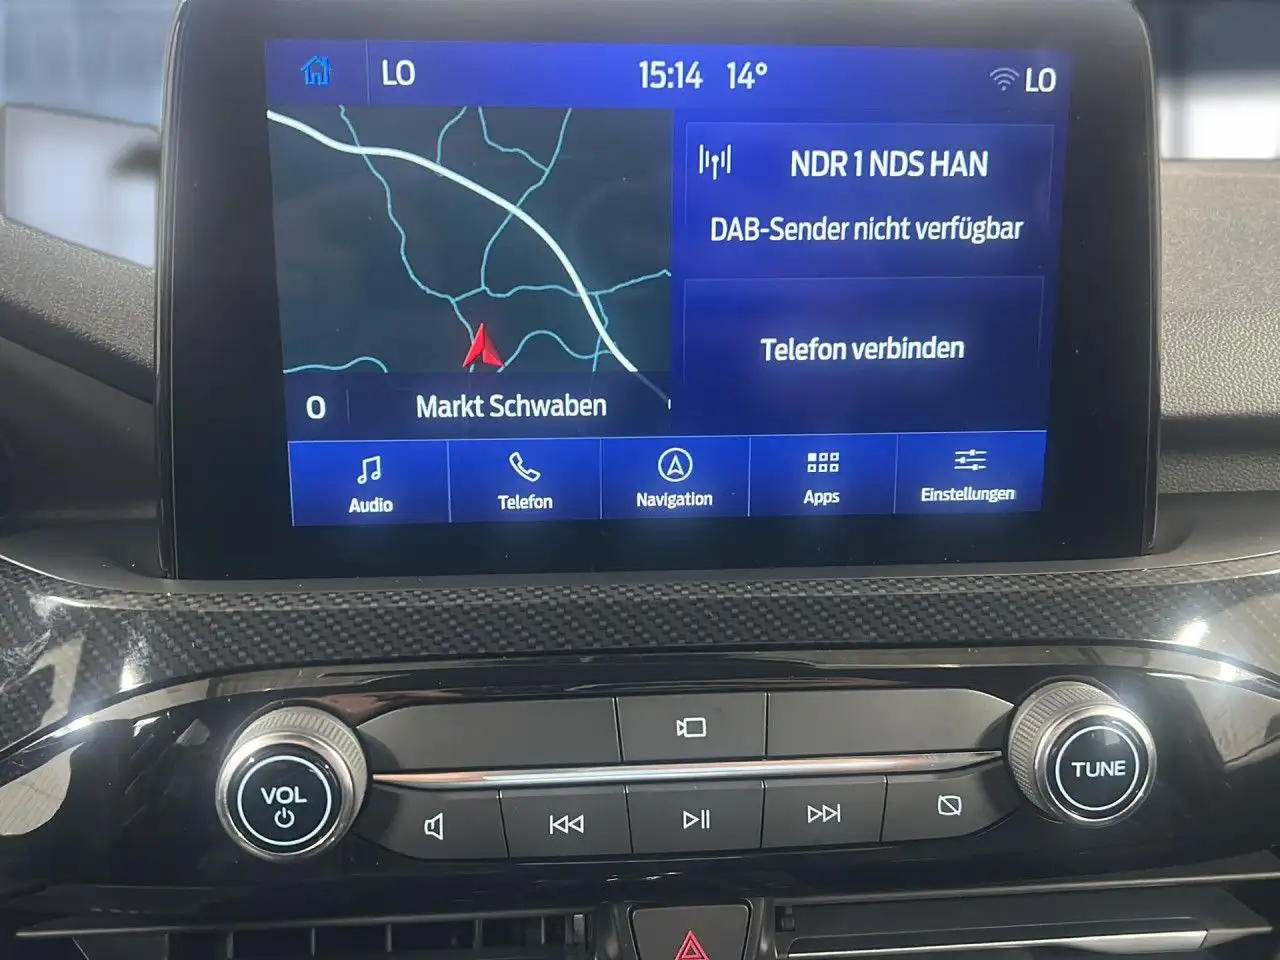 LO
15:14 14°
LO
NDR 1 NDS HAN
DAB-Sender nicht verfügbar
Telefon verbinden
0
Markt Schwaben
Audio
Telefon
Navigation
Apps
Einstellungen
VOL
TUNE